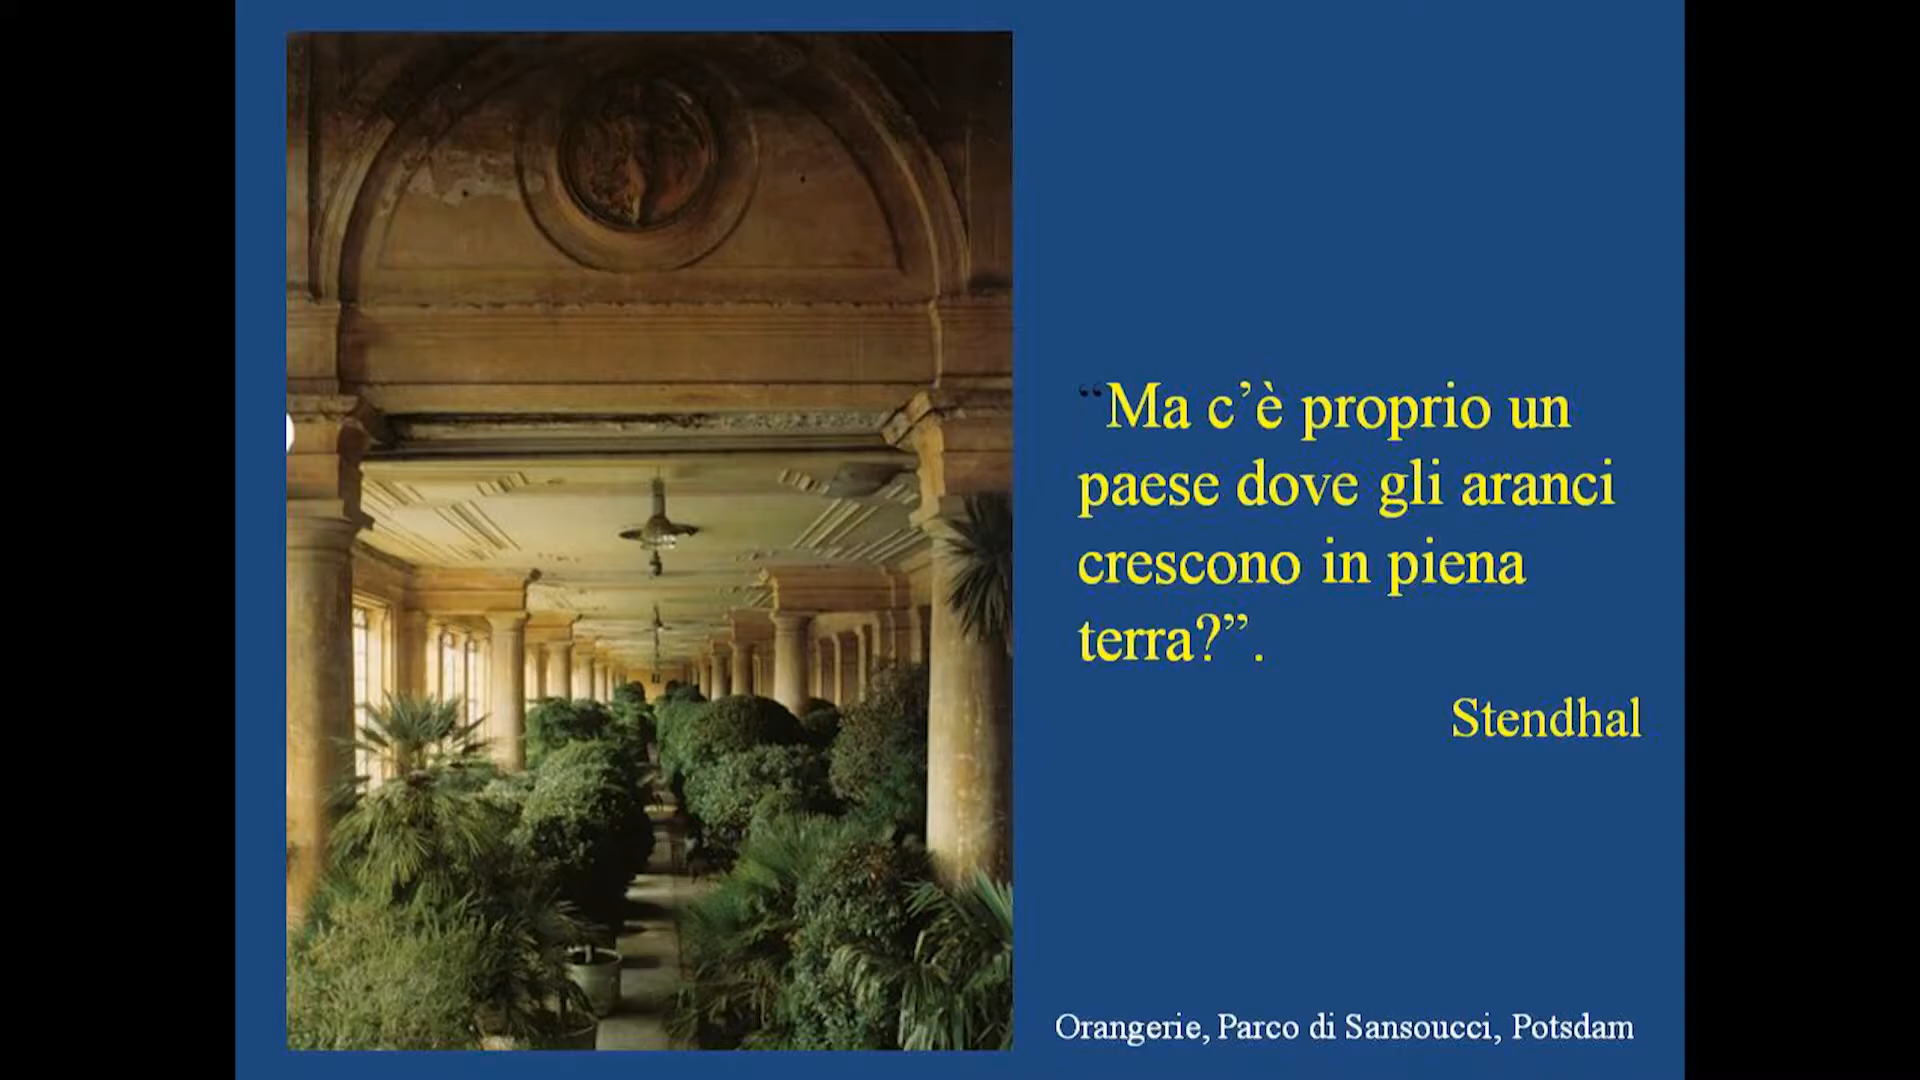 “Ma c’è proprio un
paese dove gli aranci
crescono in piena
terra?”.
Stendhal
Orangerie, Parco di Sansoucci, Potsdam